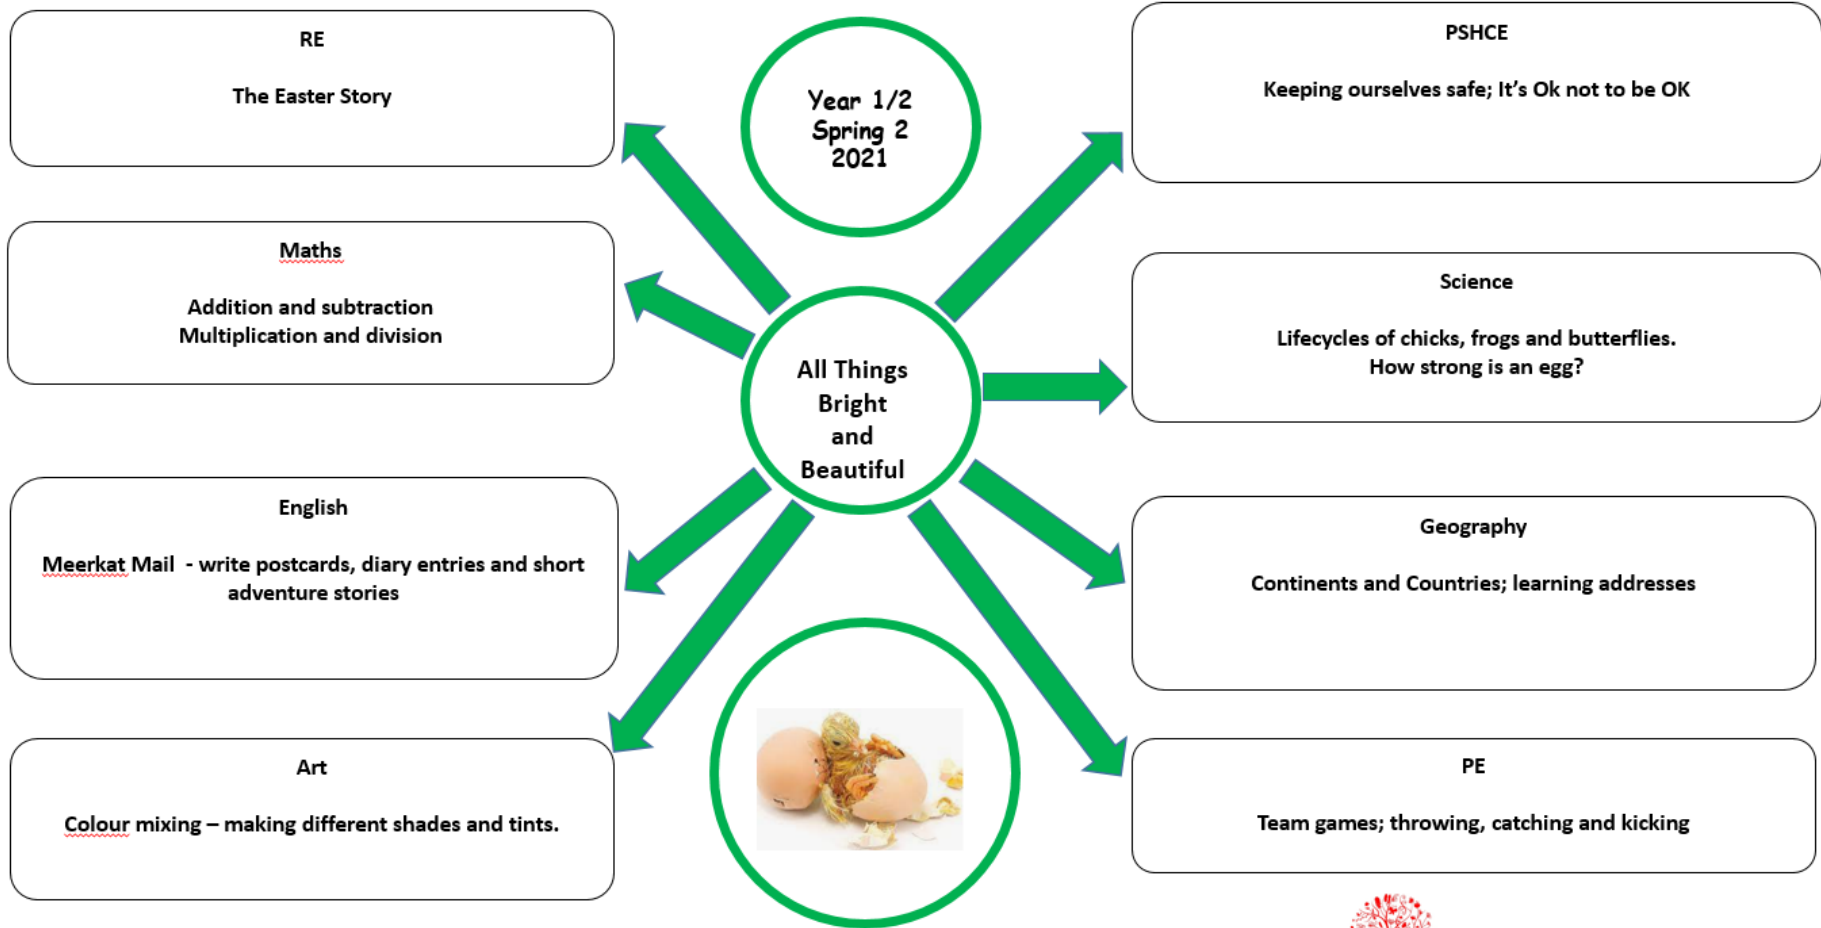 RE
The Easter Story
Year 1/2
Spring 2
2021
PSHCE
Keeping ourselves safe; It's Ok not to be OK
Maths
Addition and subtraction
Multiplication and division
All Things
Bright
and
Beautiful
Science
Lifecycles of chicks, frogs and butterflies.
How strong is an egg?
English
Meerkat Mail  - write postcards, diary entries and short
adventure stories
Geography
Continents and Countries; learning addresses
Art
Colour mixing – making different shades and tints.
PE
Team games; throwing, catching and kicking